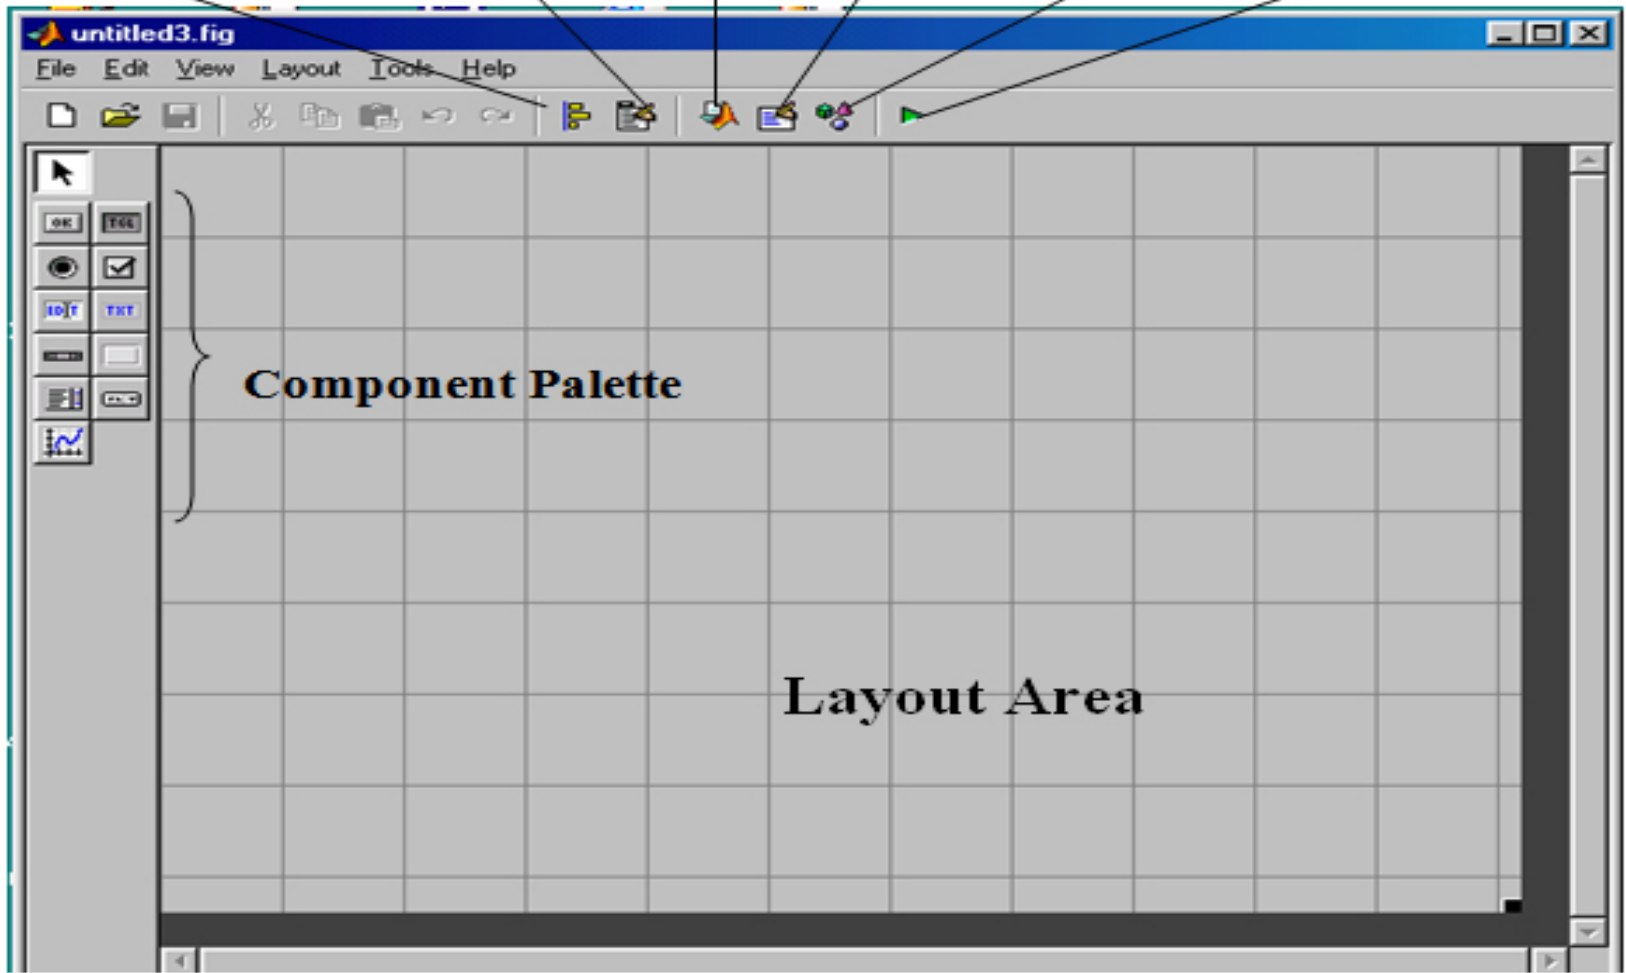 untitled3.fig
File Edit View Layout Tools Help
OK TGL
EDIT TXT
Component Palette
Layout Area